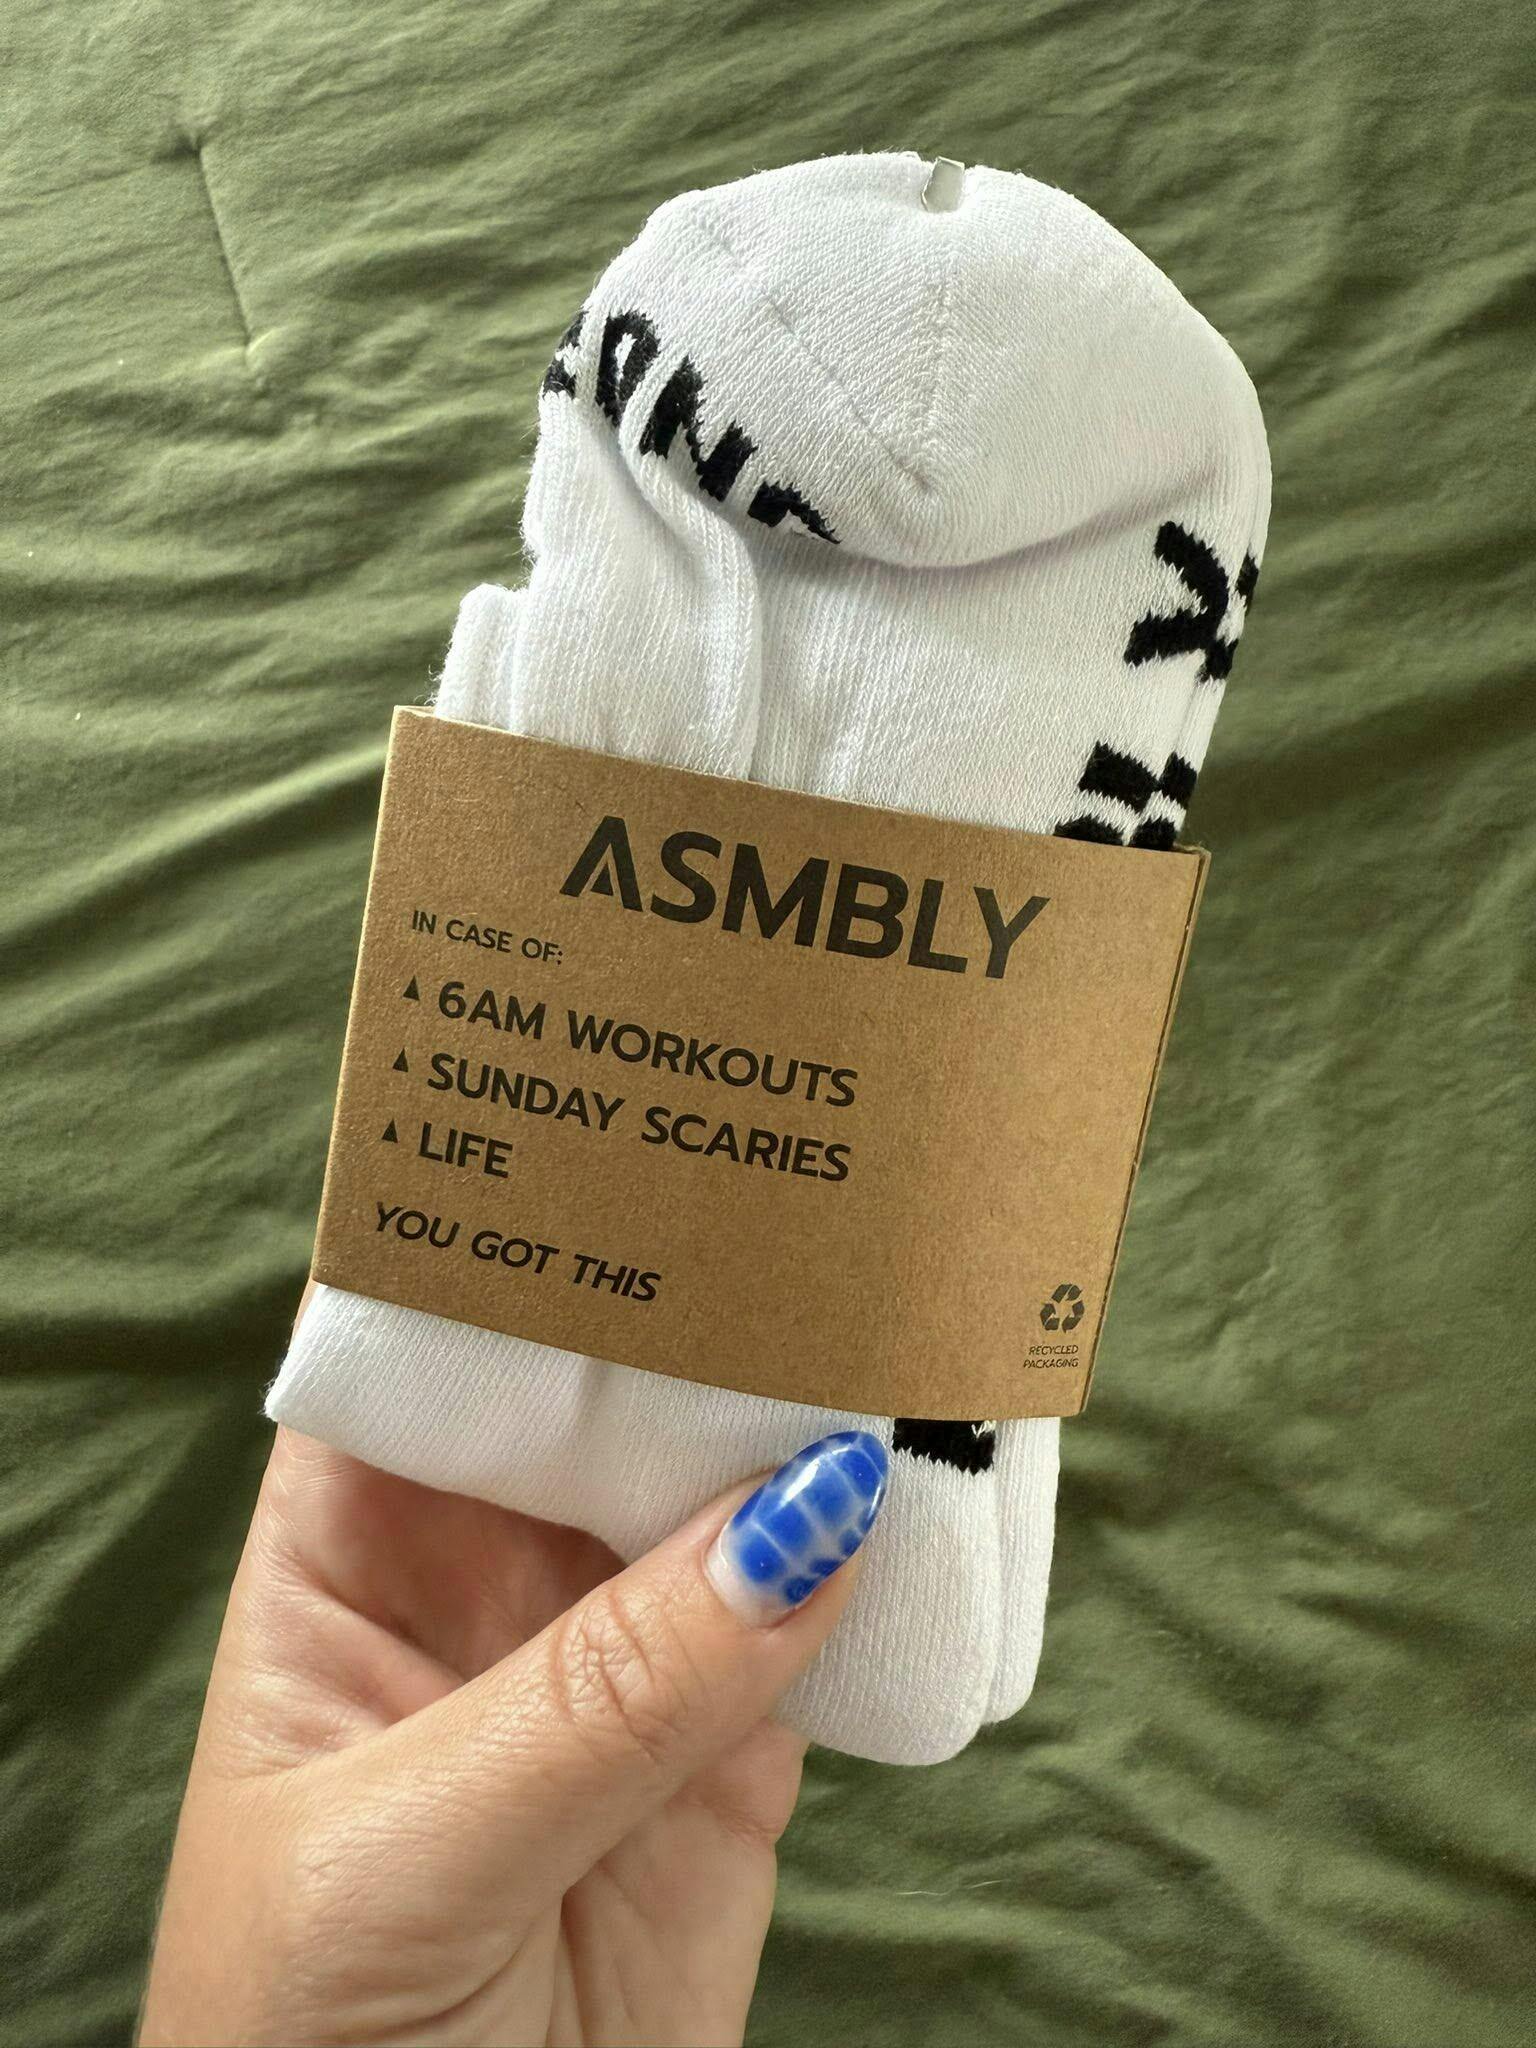 ASMBLY
IN CASE OF:
6AM WORKOUTS
SUNDAY SCARIES
LIFE
YOU GOT THIS
RECYCLED
PACKAGING